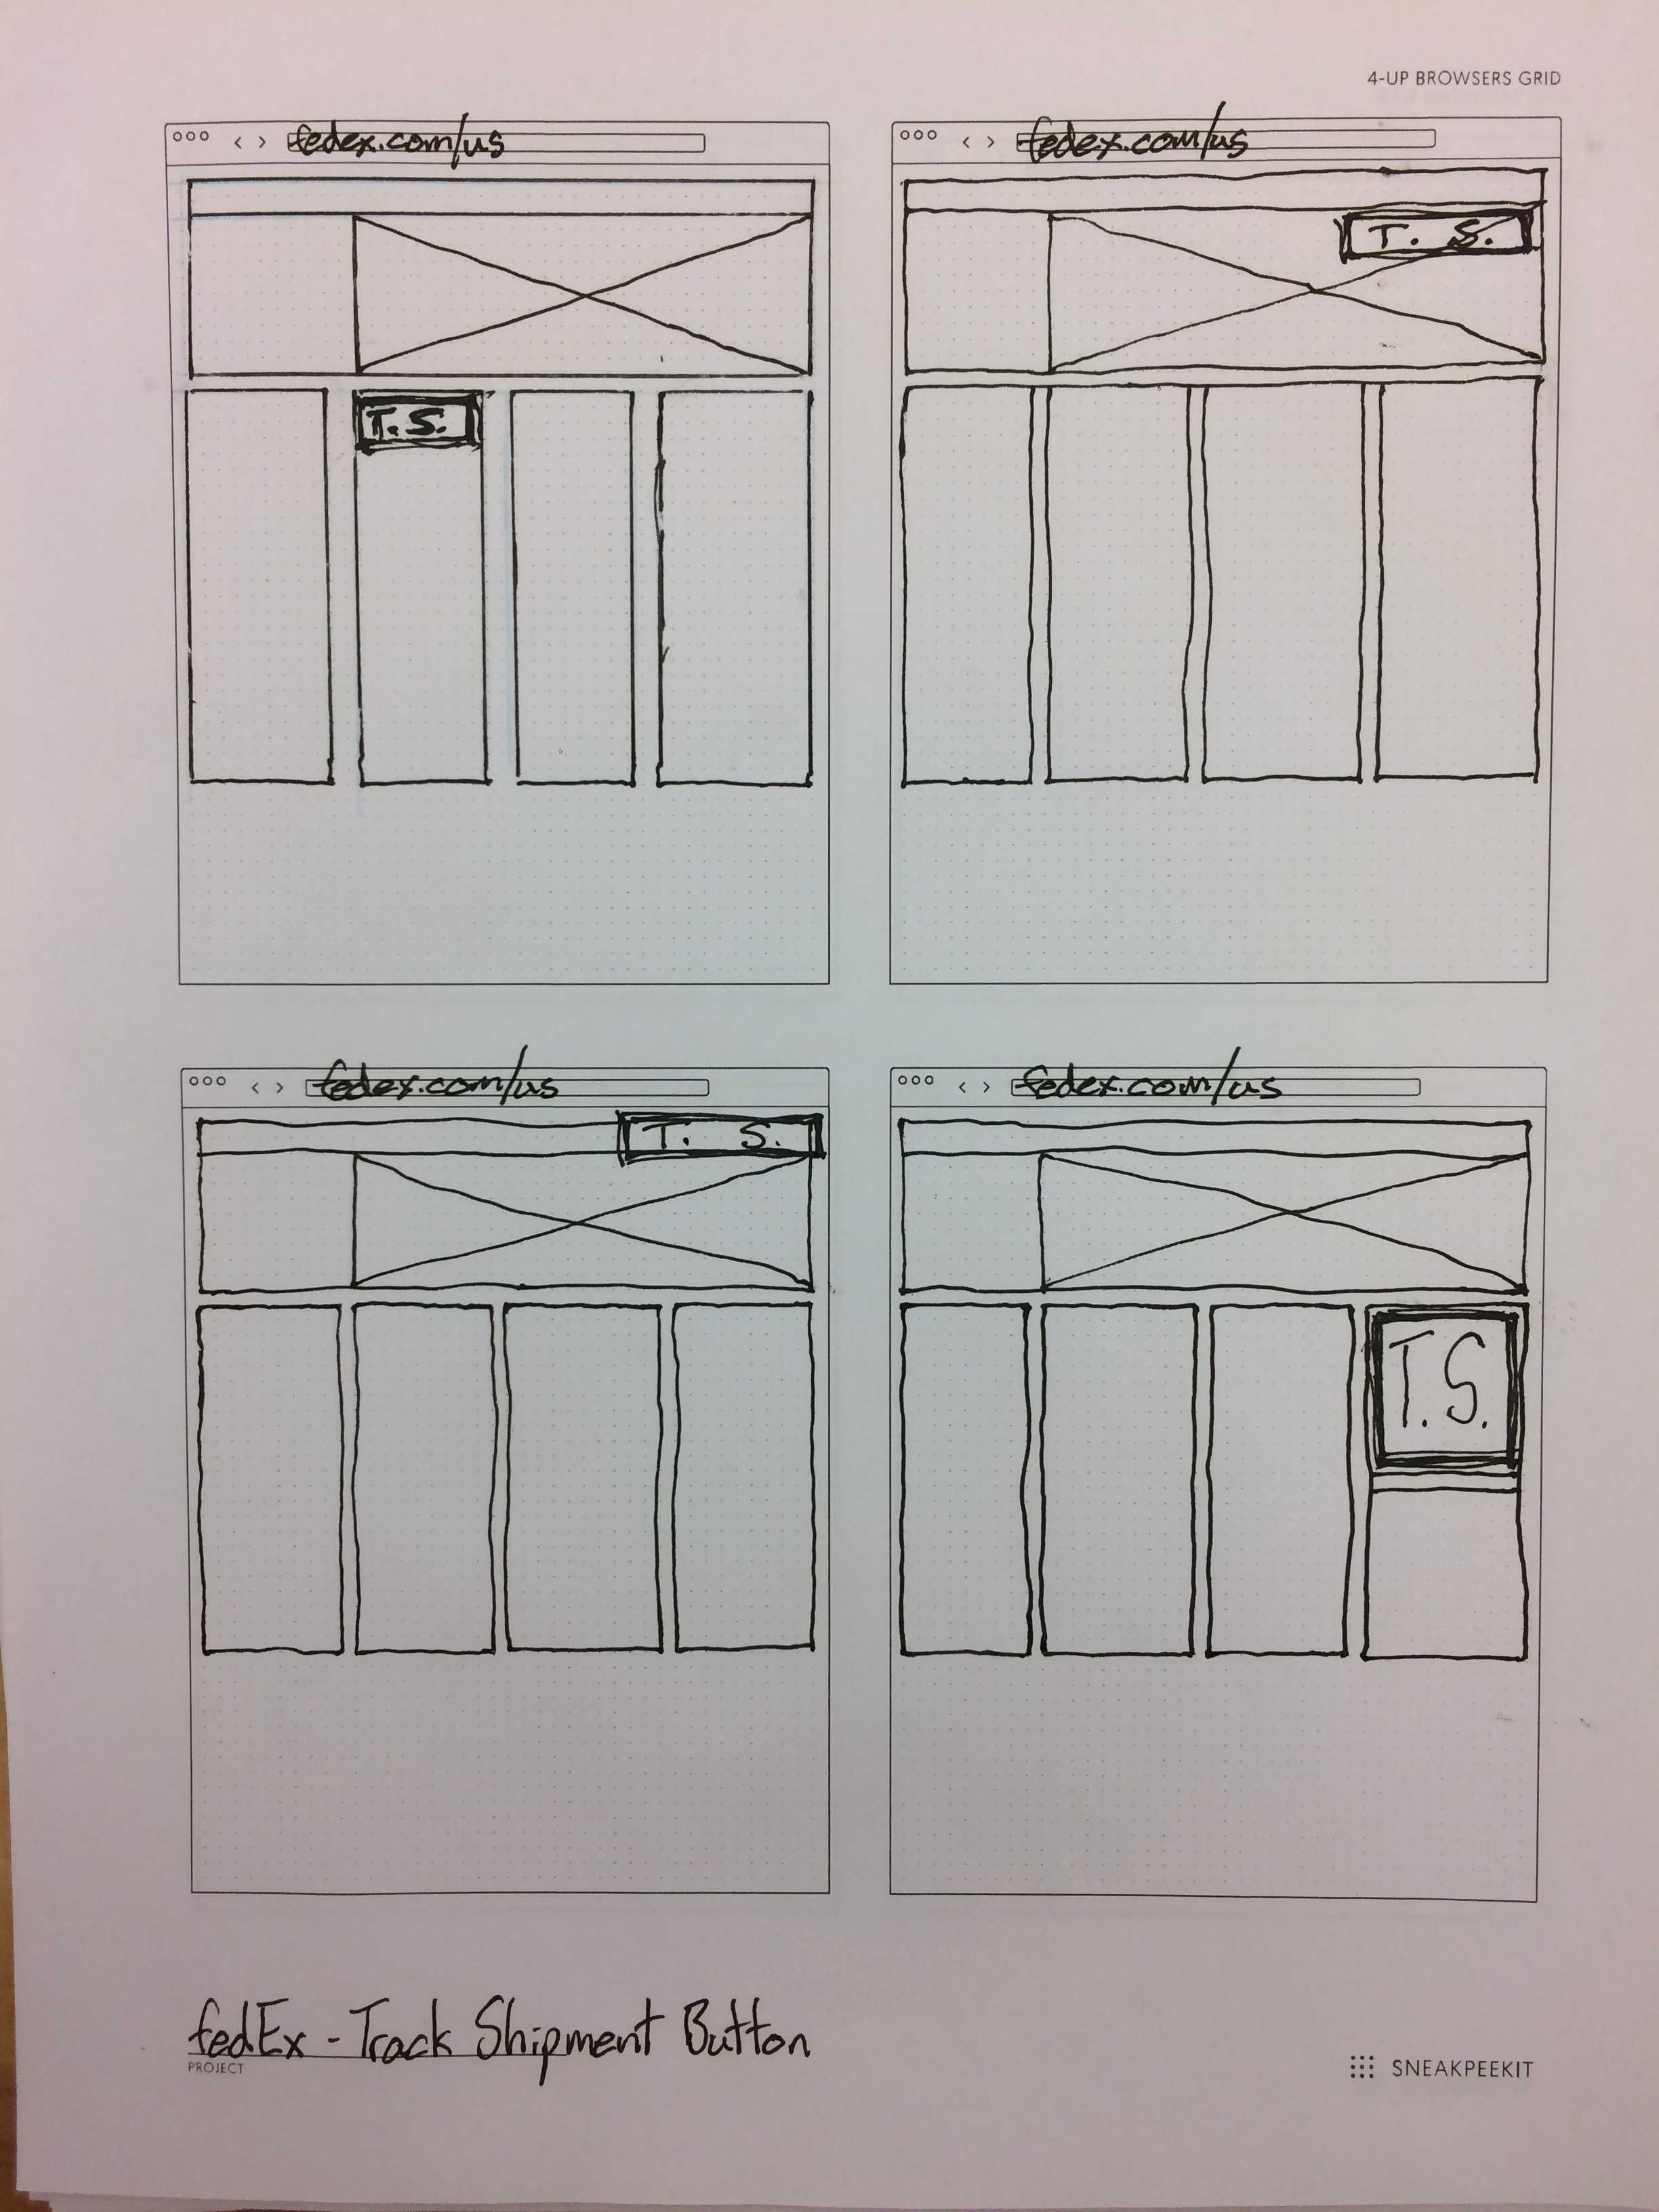 4-UP BROWSERS GRID
fedex.com/us
fedex.com/us
T. S.
T.S.
fedex.com/us
fedex.com/us
T. S.
T.S.
fedEx - Track Shipment Button
PROJECT
SNEAKPEEKIT